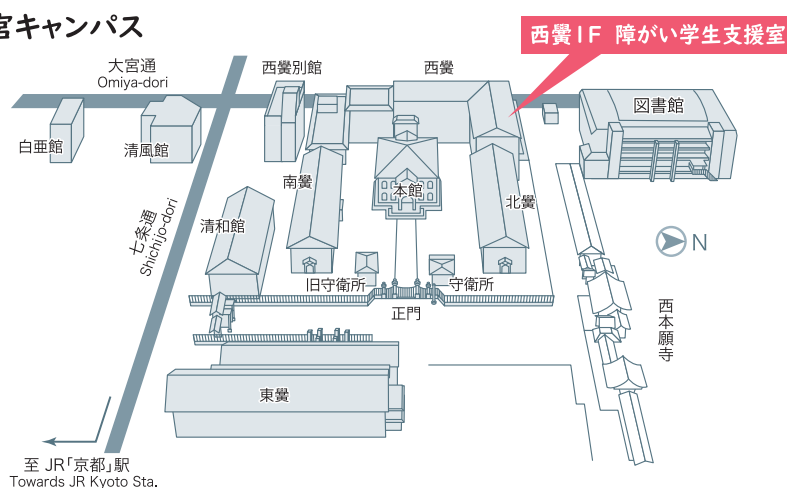 宮キャンパス
西黌1F 障がい学生支援室
大宮通
Omiya-dori
西黌別館
西黌
図書館
白亜館
清風館
南黌
本館
北黌
七条通
Shichijo-dori
清和館
N
旧守衛所
守衛所
正門
西本願寺
東黌
至 JR「京都」駅
Towards JR Kyoto Sta.